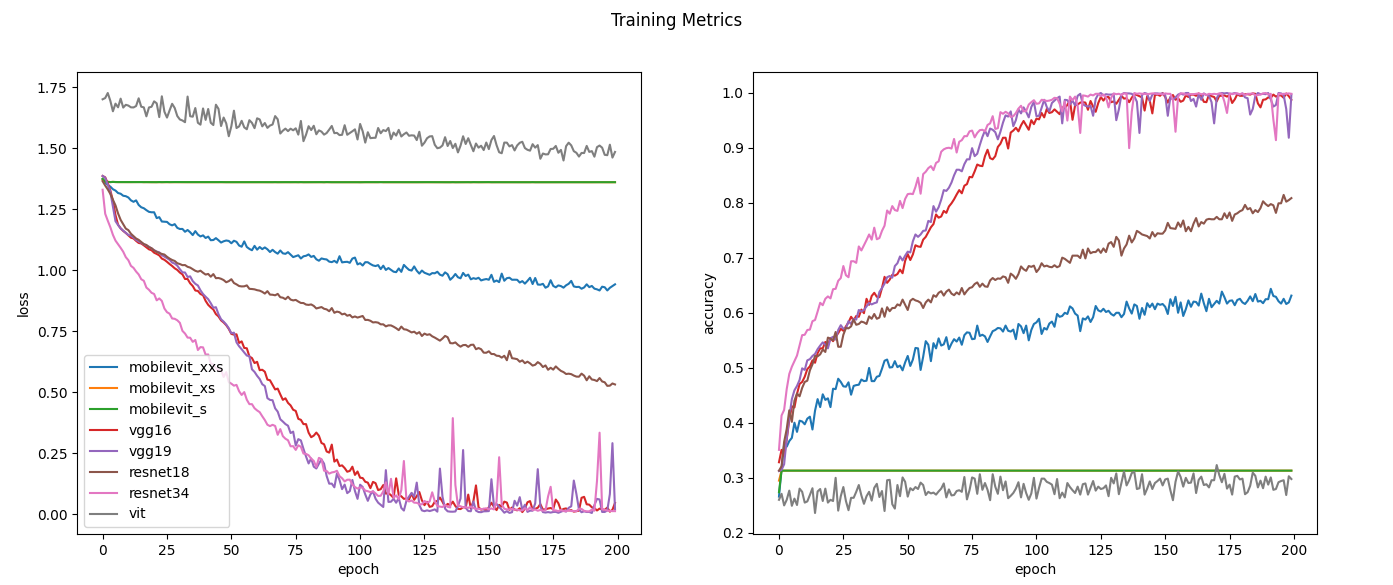 Training Metrics
1.75
1.50
1.25
1.00
0.75
0.50
0.25
0.00
loss
mobilevit_xxs
mobilevit_xs
mobilevit_s
vgg16
vgg19
resnet18
resnet34
vit
0 25 50 75 100 125 150 175 200
epoch
1.0
0.9
0.8
0.7
0.6
0.5
0.4
0.3
0.2
accuracy
0 25 50 75 100 125 150 175 200
epoch